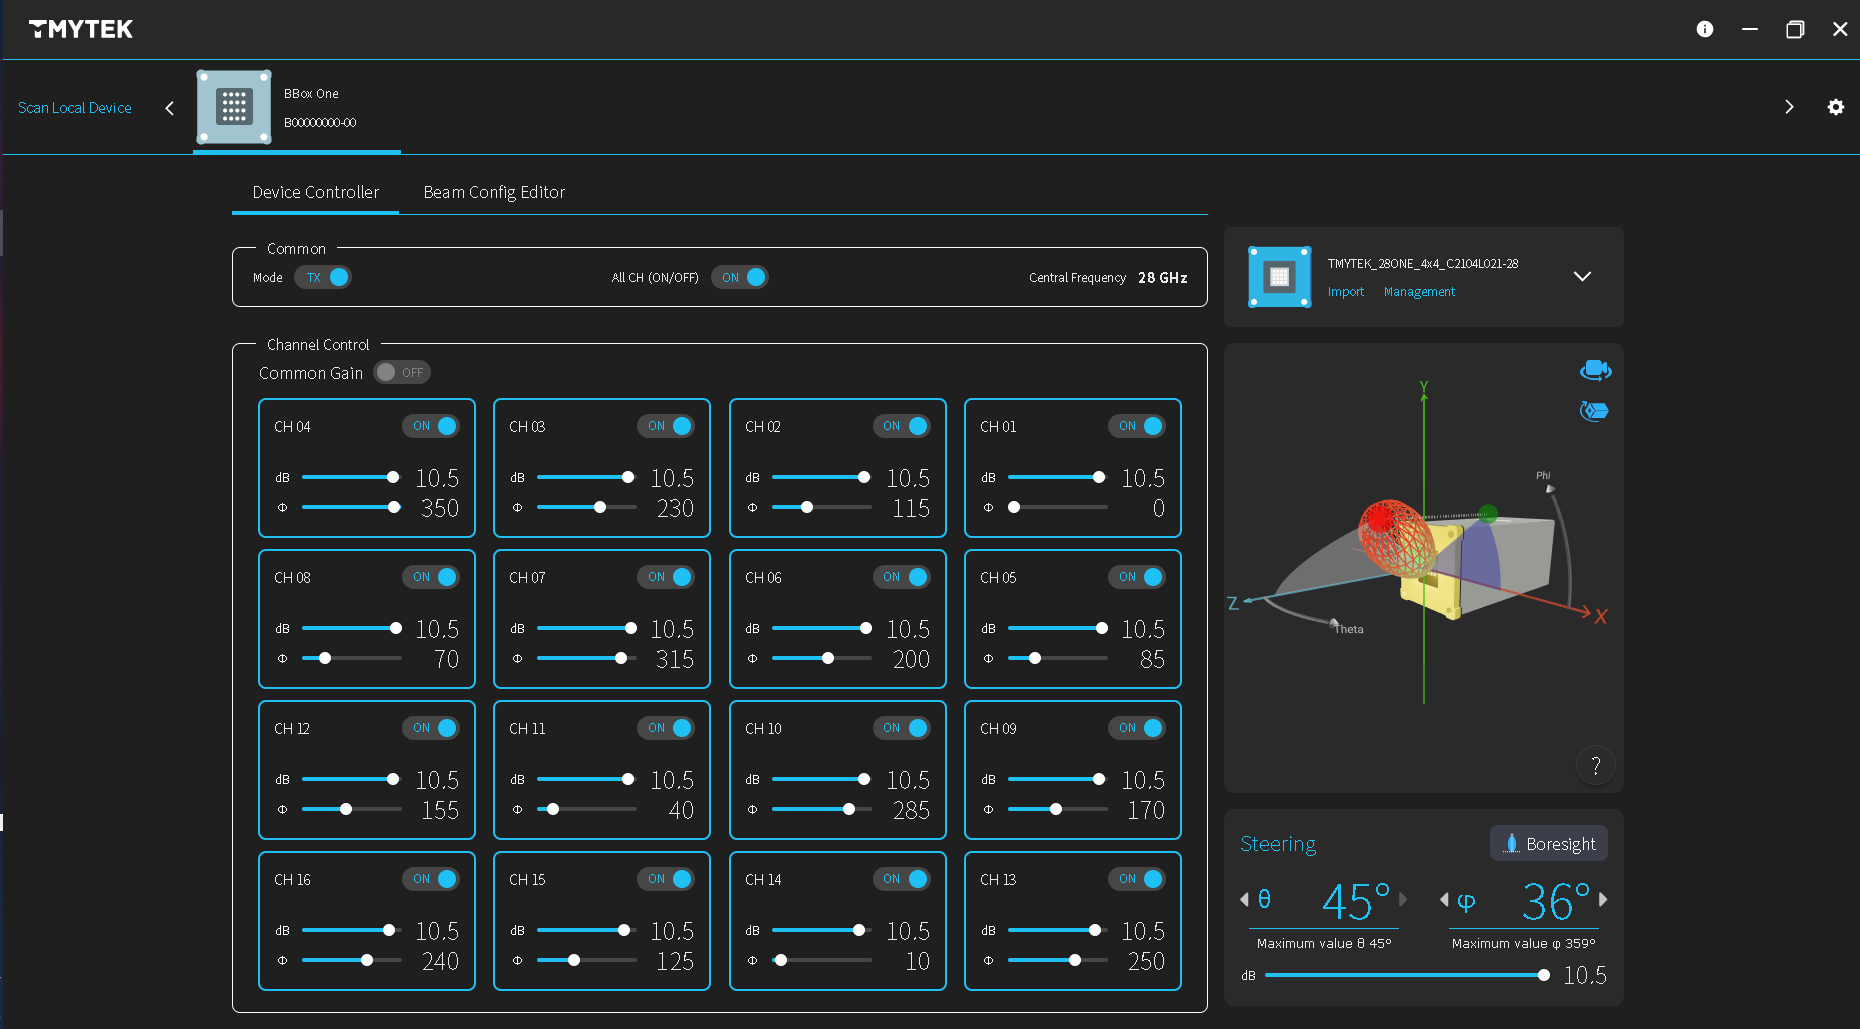 TMYTEK
Scan Local Device
BBox One
B00000000-00
Device Controller
Beam Config Editor
Common
Mode TX
All CH (ON/OFF) ON
Central Frequency 28 GHz
Channel Control
Common Gain OFF
CH 04 ON
dB 10.5
Φ 350
CH 03 ON
dB 10.5
Φ 230
CH 02 ON
dB 10.5
Φ 115
CH 01 ON
dB 10.5
Φ 0
CH 08 ON
dB 10.5
Φ 70
CH 07 ON
dB 10.5
Φ 315
CH 06 ON
dB 10.5
Φ 200
CH 05 ON
dB 10.5
Φ 85
CH 12 ON
dB 10.5
Φ 155
CH 11 ON
dB 10.5
Φ 40
CH 10 ON
dB 10.5
Φ 285
CH 09 ON
dB 10.5
Φ 170
CH 16 ON
dB 10.5
Φ 240
CH 15 ON
dB 10.5
Φ 125
CH 14 ON
dB 10.5
Φ 10
CH 13 ON
dB 10.5
Φ 250
TMYTEK_28ONE_4x4_C2104L021-28
Import Management
Y
Phi
Z
X
Theta
?
Steering
Boresight
θ 45°
Maximum value θ 45°
φ 36°
Maximum value φ 359°
dB 10.5